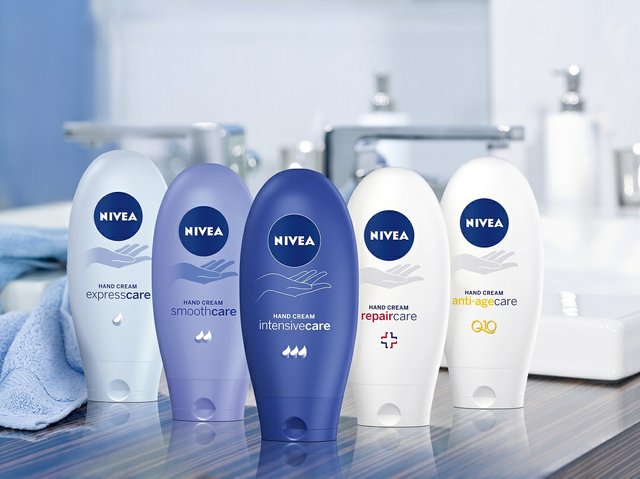 NIVEA
HAND CREAM
expresscare
NIVEA
HAND CREAM
smoothcare
NIVEA
HAND CREAM
intensivecare
NIVEA
HAND CREAM
repaircare
NIVEA
HAND CREAM
anti-agecare
Q10